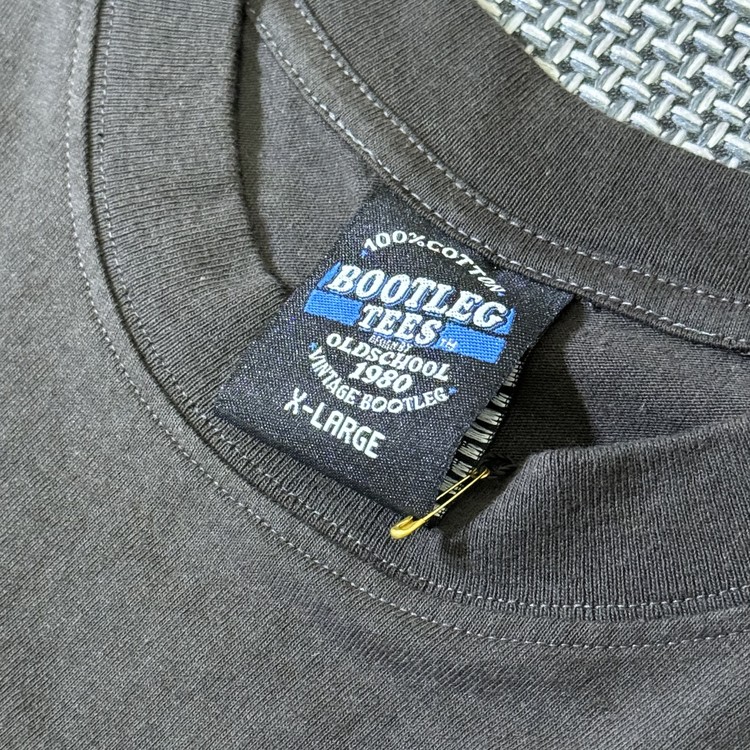 100% COTTON
BOOTLEG
TEES
TM
OLDSCHOOL
1980
VINTAGE BOOTLEG
X-LARGE